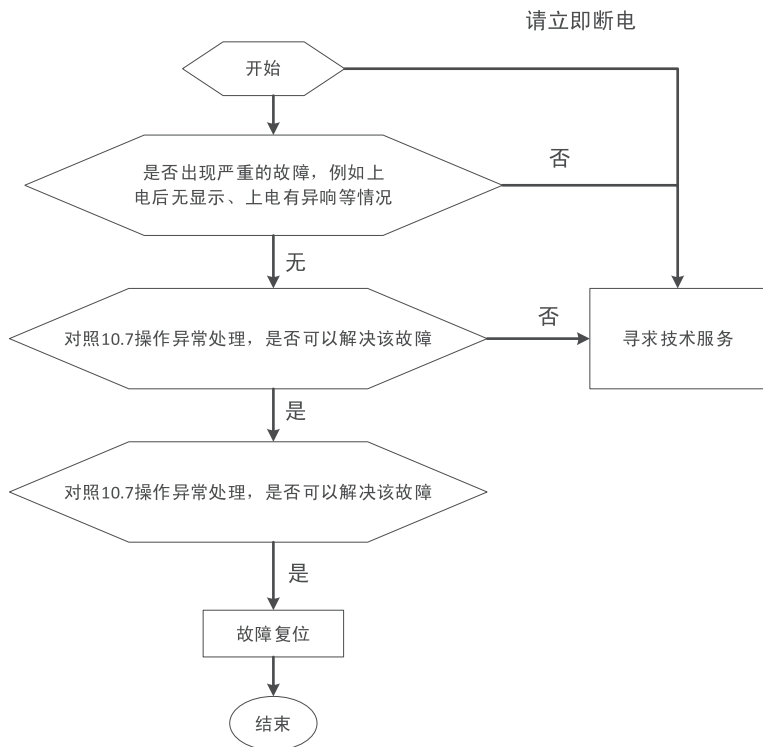 请立即断电
开始
是否出现严重的故障，例如上
电后无显示、上电有异响等情况
否
无
对照10.7操作异常处理，是否可以解决该故障
否
寻求技术服务
是
对照10.7操作异常处理，是否可以解决该故障
是
故障复位
结束